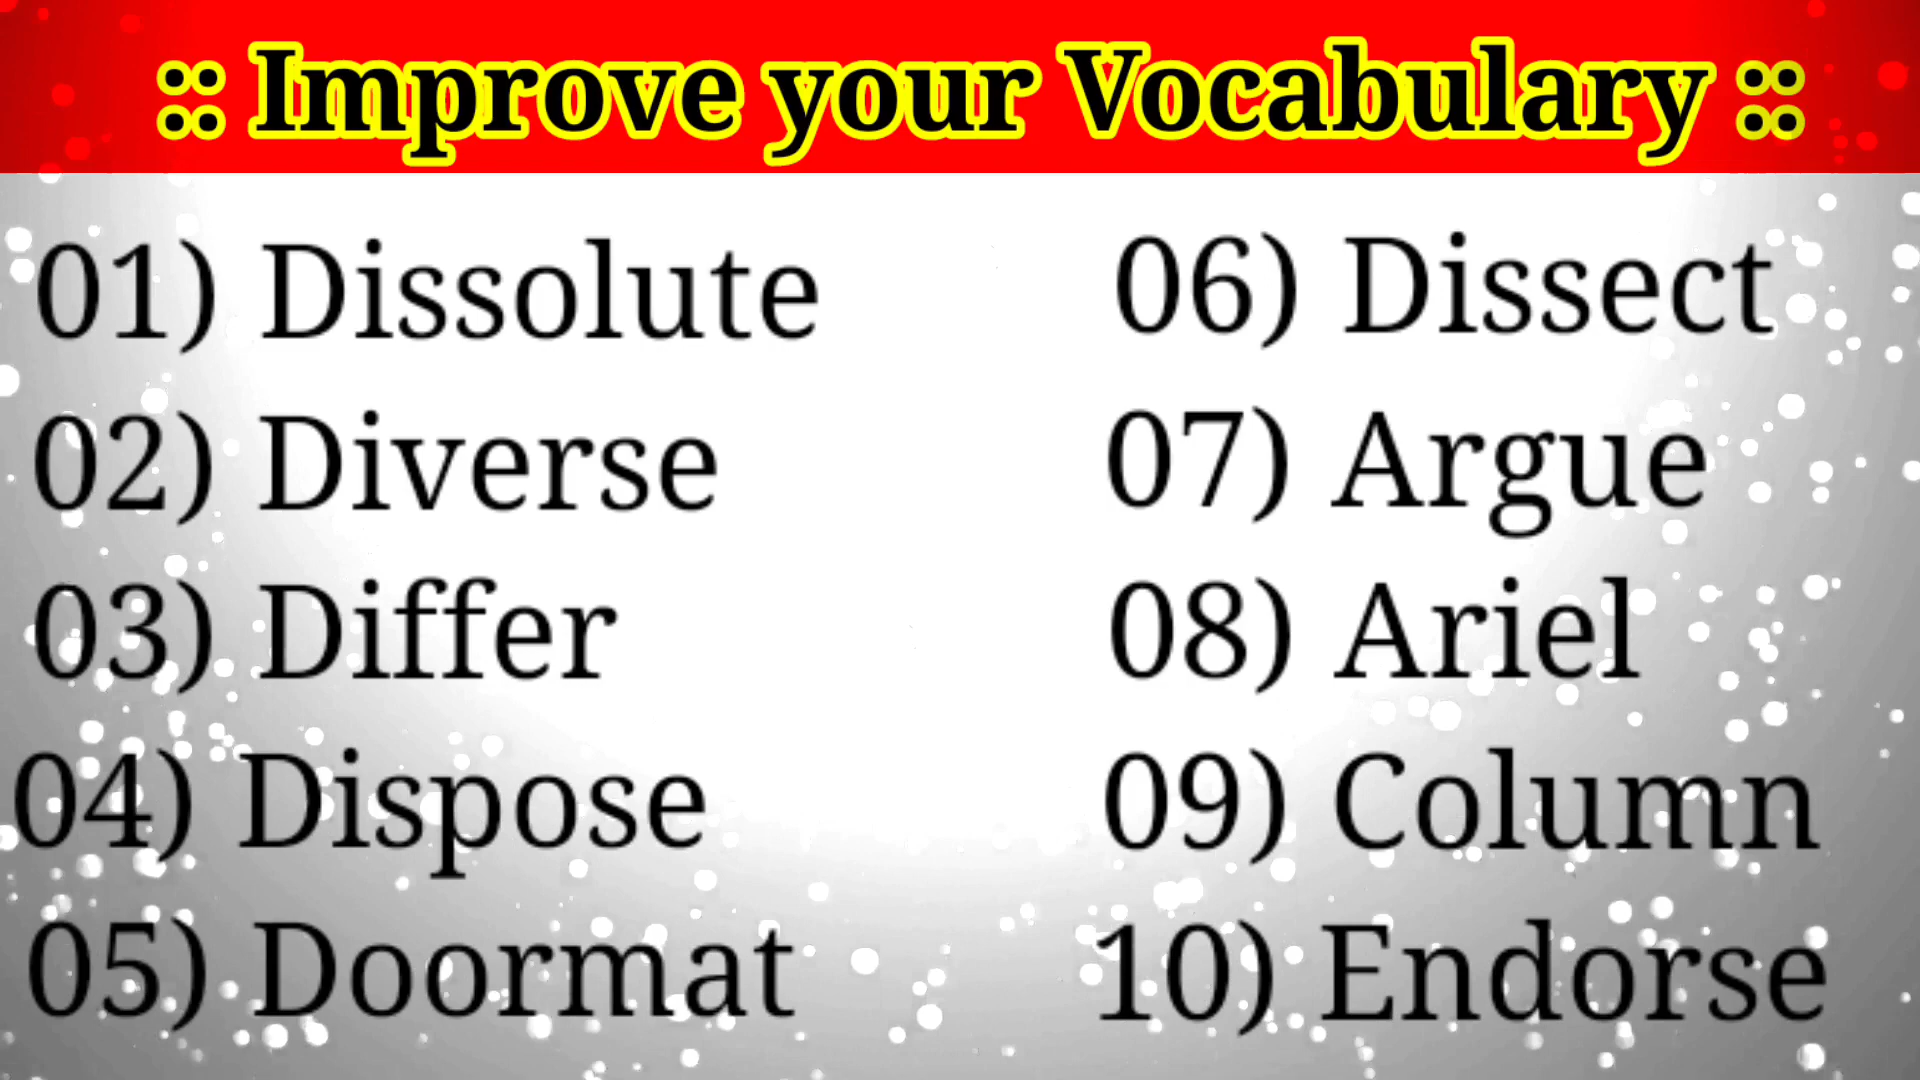 :: Improve your Vocabulary ::
01) Dissolute
02) Diverse
03) Differ
04) Dispose
05) Doormat
06) Dissect
07) Argue
08) Ariel
09) Column
10) Endorse